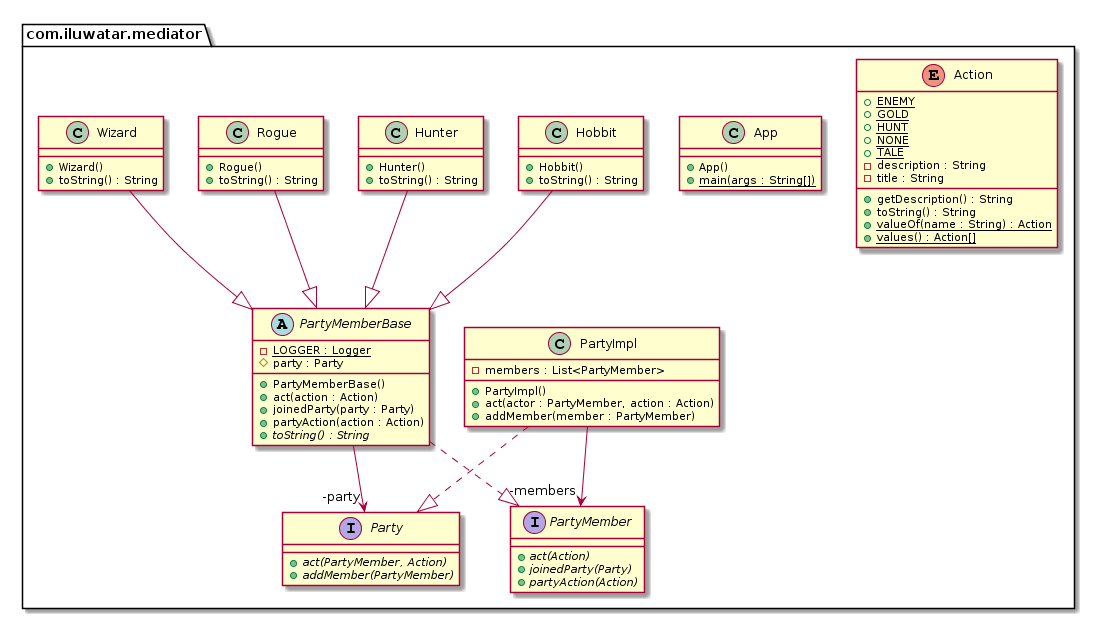 com.iluwatar.mediator
E Action
ENEMY
GOLD
HUNT
NONE
TALE
description : String
title : String
getDescription() : String
toString() : String
valueOf(name : String) : Action
values() : Action[]
C Wizard
Wizard()
toString() : String
C Rogue
Rogue()
toString() : String
C Hunter
Hunter()
toString() : String
C Hobbit
Hobbit()
toString() : String
C App
App()
main(args : String[])
A PartyMemberBase
LOGGER : Logger
party : Party
PartyMemberBase()
act(action : Action)
joinedParty(party : Party)
partyAction(action : Action)
toString() : String
C PartyImpl
members : List<PartyMember>
PartyImpl()
act(actor : PartyMember, action : Action)
addMember(member : PartyMember)
-party
-members
I Party
act(PartyMember, Action)
addMember(PartyMember)
I PartyMember
act(Action)
joinedParty(Party)
partyAction(Action)